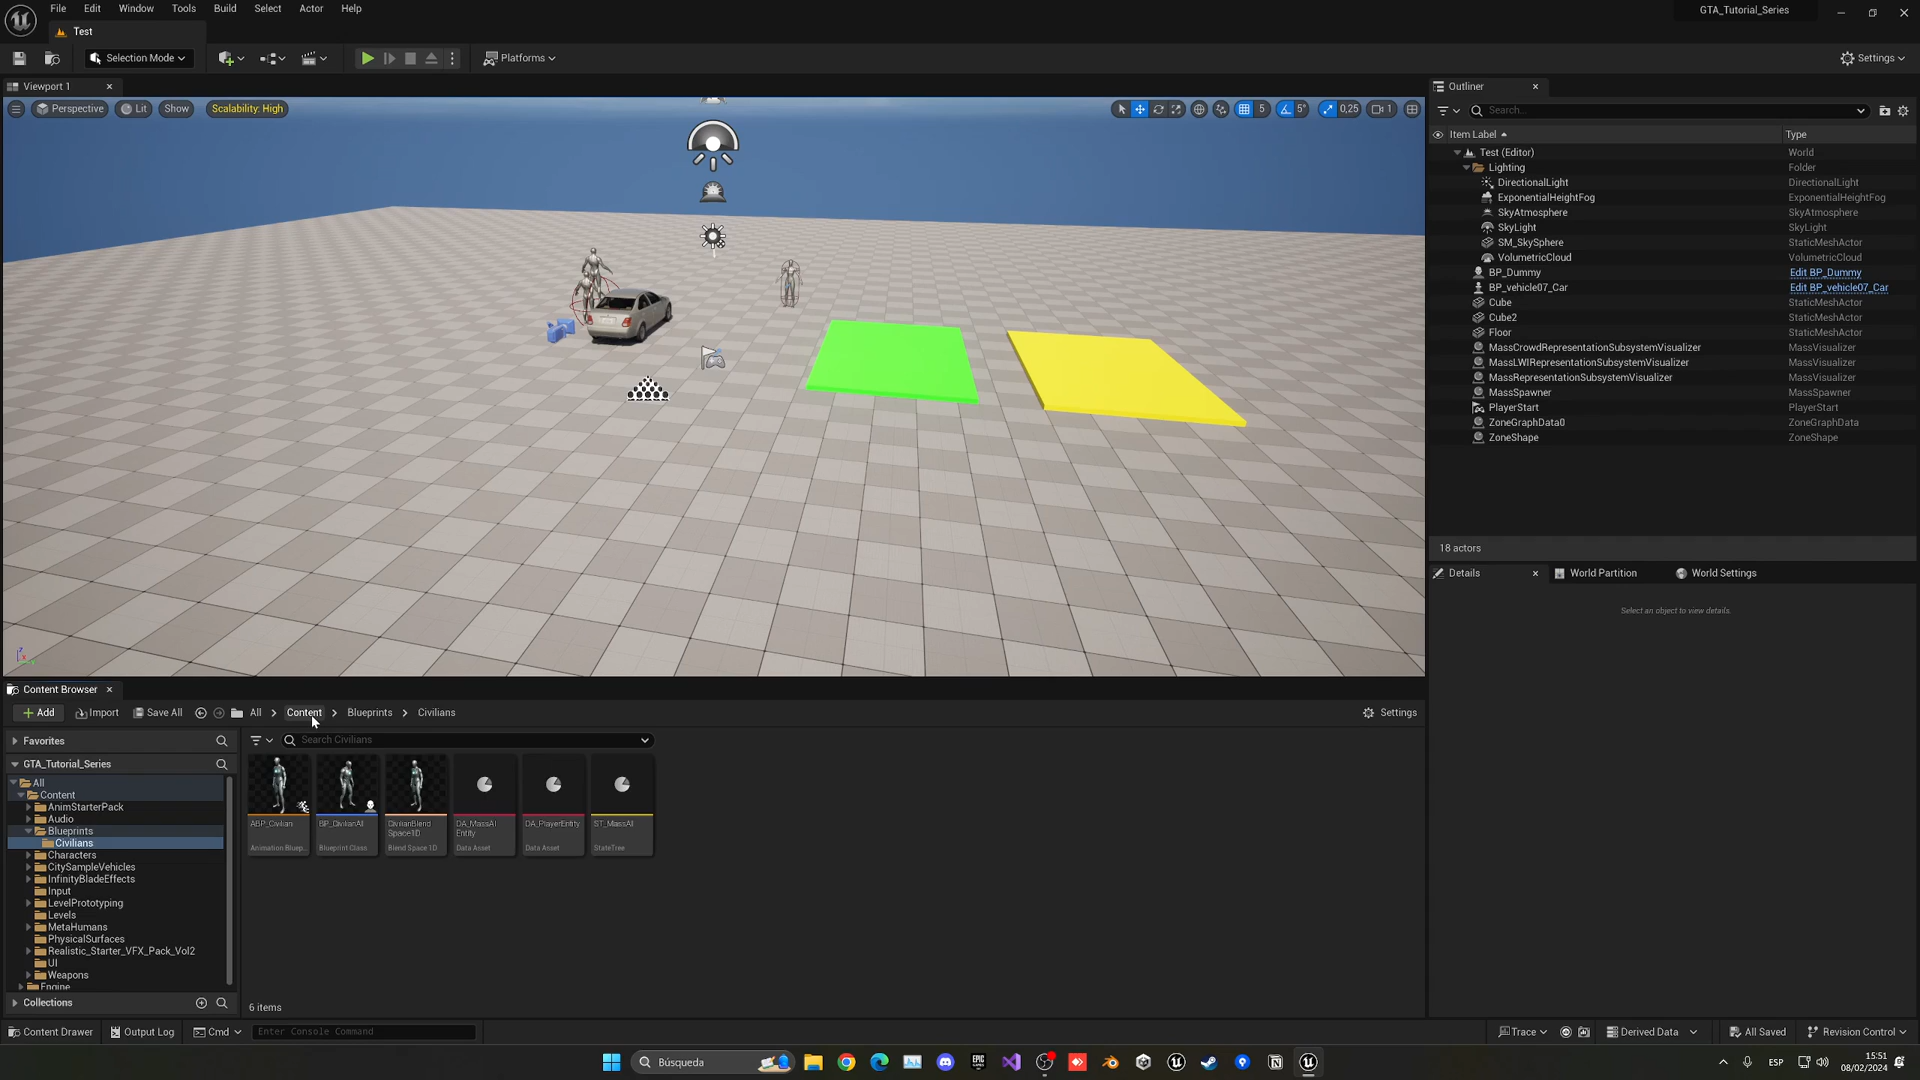 File Edit Window Tools Build Select Actor Help
GTA_Tutorial_Series
Test
Selection Mode
Platforms
Settings
Viewport 1
Perspective Lit Show Scalability: High
5 5° 0,25 1
Outliner
Search...
Item Label Type
Test (Editor) World
Lighting Folder
DirectionalLight DirectionalLight
ExponentialHeightFog ExponentialHeightFog
SkyAtmosphere SkyAtmosphere
SkyLight SkyLight
SM_SkySphere StaticMeshActor
VolumetricCloud VolumetricCloud
BP_Dummy Edit BP_Dummy
BP_vehicle07_Car Edit BP_vehicle07_Car
Cube StaticMeshActor
Cube2 StaticMeshActor
Floor StaticMeshActor
MassCrowdRepresentationSubsystemVisualizer MassVisualizer
MassLWIRepresentationSubsystemVisualizer MassVisualizer
MassRepresentationSubsystemVisualizer MassVisualizer
MassSpawner MassSpawner
PlayerStart PlayerStart
ZoneGraphData0 ZoneGraphData
ZoneShape ZoneShape
18 actors
Details World Partition World Settings
Select an object to view details.
Content Browser
Add Import Save All All Content Blueprints Civilians Settings
Favorites
Search Civilians
GTA_Tutorial_Series
All
Content
AnimStarterPack
Audio
Blueprints
Civilians
Characters
CitySampleVehicles
InfinityBladeEffects
Input
LevelPrototyping
Levels
MetaHumans
PhysicalSurfaces
Realistic_Starter_VFX_Pack_Vol2
UI
Weapons
Engine
Collections
ABP_Civilian
Animation Bluep..
BP_CivilianAII
Blueprint Class
CivilianBlend
Space1D
Blend Space 1D
DA_MassAI
Entity
Data Asset
DA_PlayerEntity
Data Asset
ST_MassAI
StateTree
6 items
Content Drawer Output Log Cmd Enter Console Command
Trace Derived Data All Saved Revision Control
Búsqueda
ESP
15:51
08/02/2024